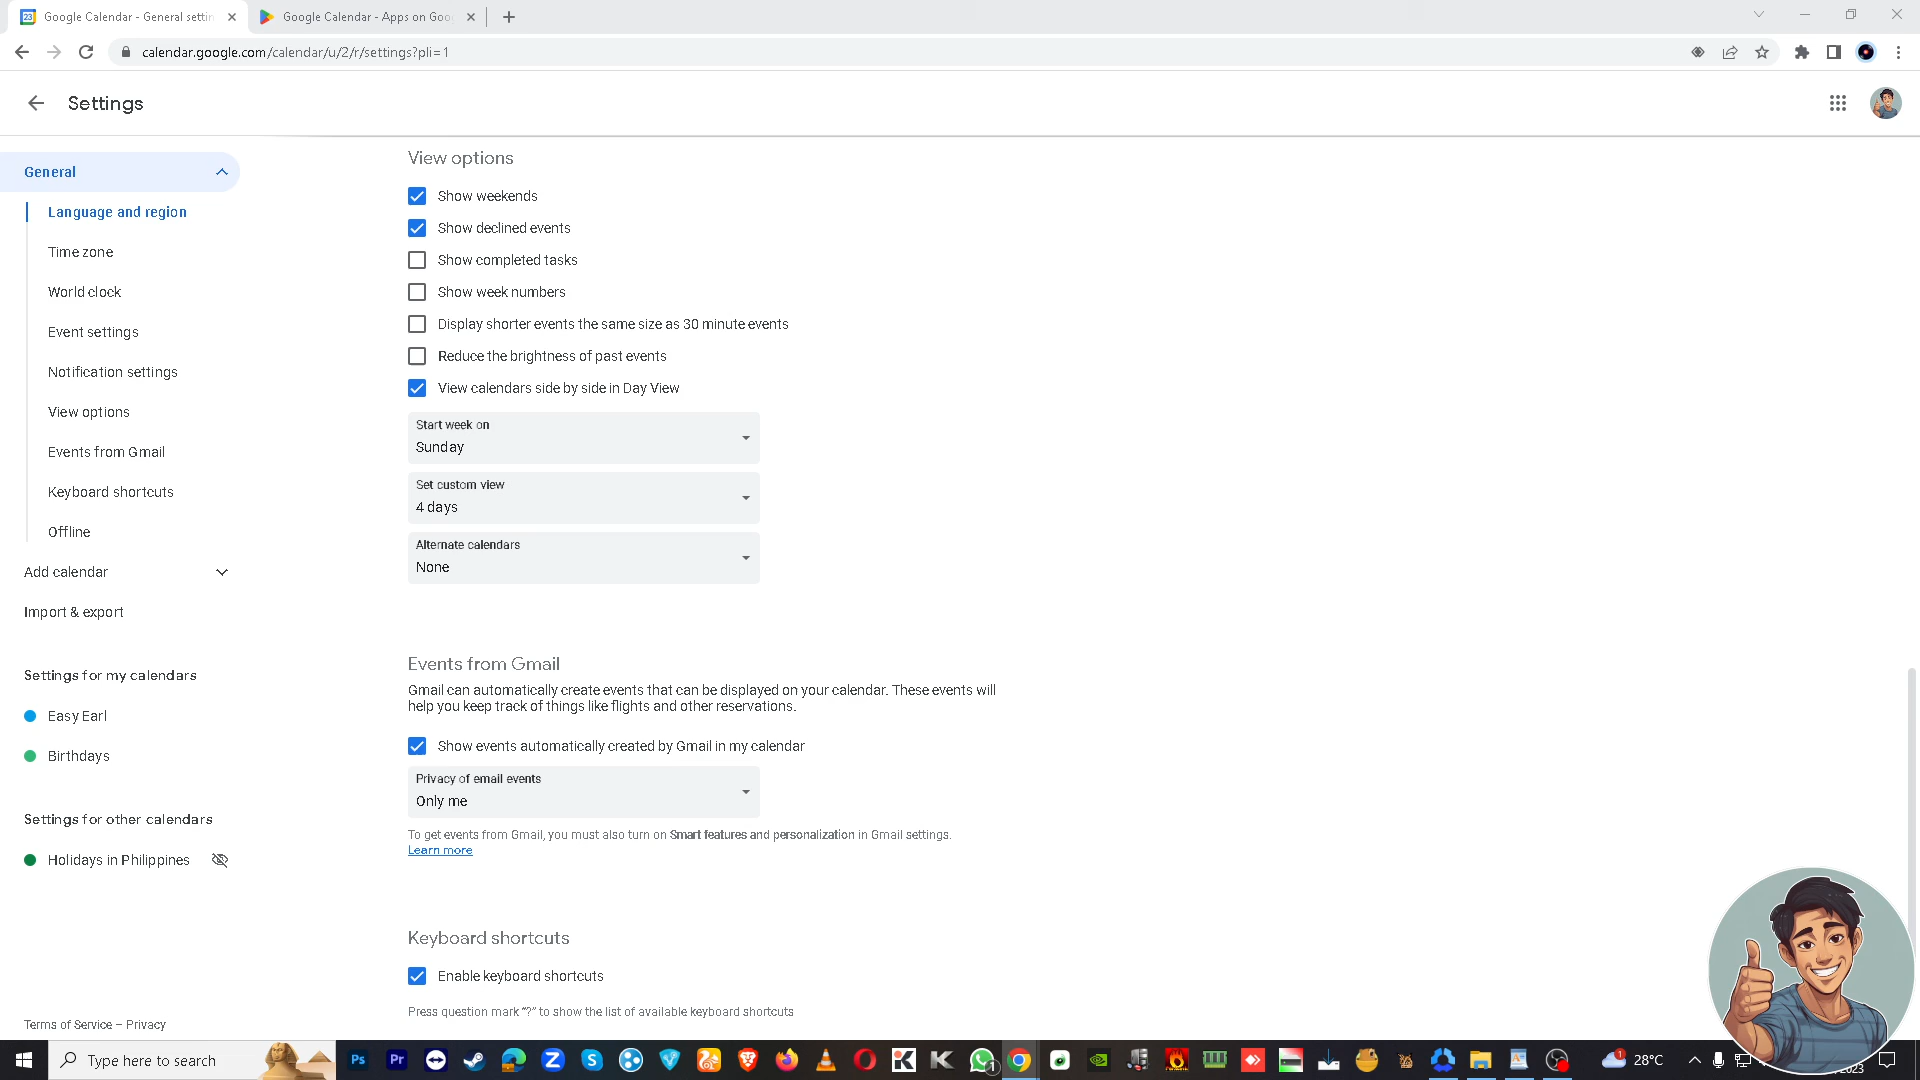 Google Calendar - General settin
Google Calendar - Apps on Goo
calendar.google.com/calendar/u/2/r/settings?pli=1
Settings
General
Language and region
Time zone
World clock
Event settings
Notification settings
View options
Events from Gmail
Keyboard shortcuts
Offline
Add calendar
Import & export
Settings for my calendars
Easy Earl
Birthdays
Settings for other calendars
Holidays in Philippines
Terms of Service – Privacy
View options
Show weekends
Show declined events
Show completed tasks
Show week numbers
Display shorter events the same size as 30 minute events
Reduce the brightness of past events
View calendars side by side in Day View
Start week on
Sunday
Set custom view
4 days
Alternate calendars
None
Events from Gmail
Gmail can automatically create events that can be displayed on your calendar. These events will
help you keep track of things like flights and other reservations.
Show events automatically created by Gmail in my calendar
Privacy of email events
Only me
To get events from Gmail, you must also turn on Smart features and personalization in Gmail settings.
Learn more
Keyboard shortcuts
Enable keyboard shortcuts
Press question mark "?" to show the list of available keyboard shortcuts
Type here to search
Ps
Pr
28°C
2023